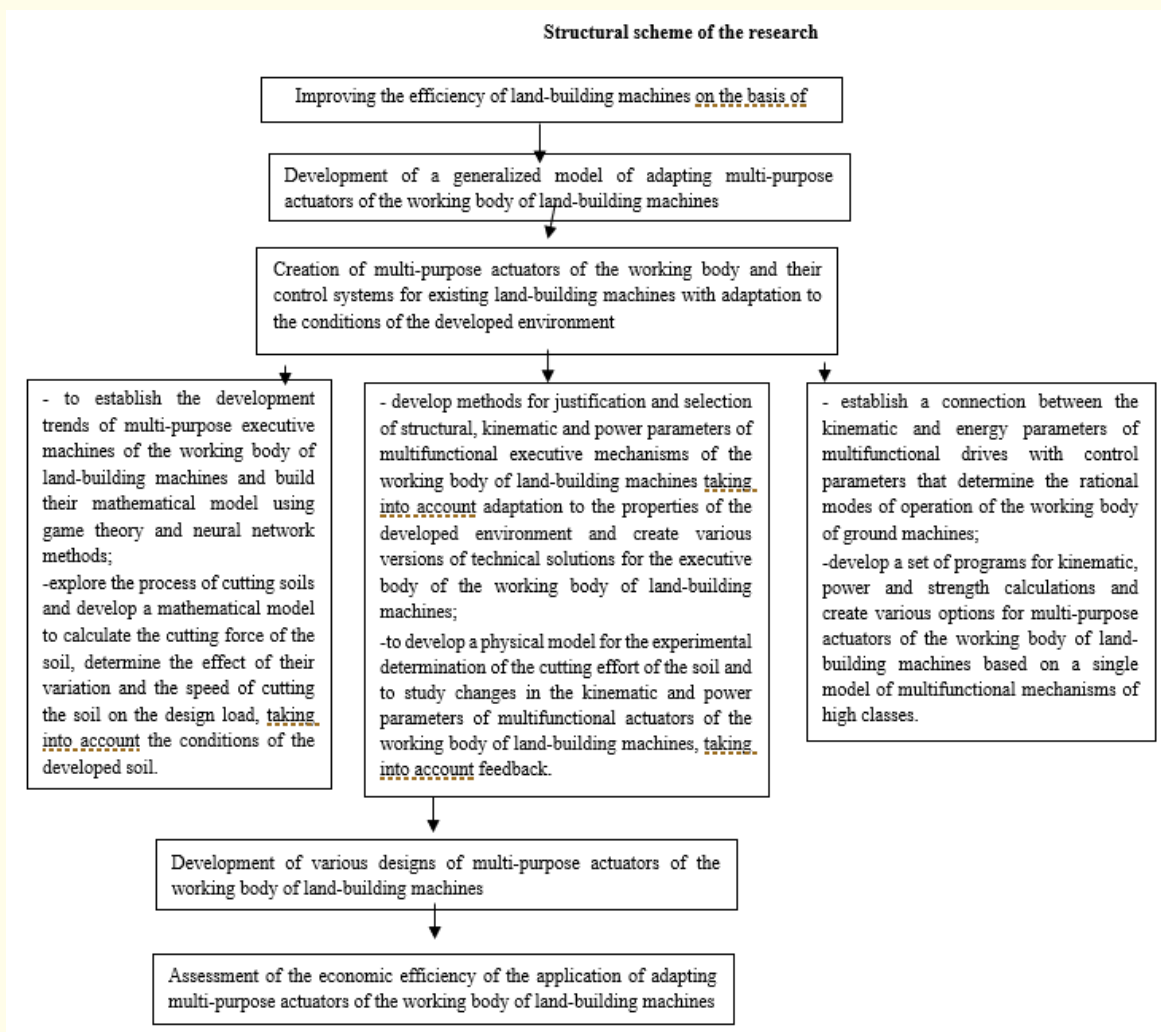 Structural scheme of the research
Improving the efficiency of land-building machines on the basis of
Development of a generalized model of adapting multi-purpose
actuators of the working body of land-building machines
Creation of multi-purpose actuators of the working body and their
control systems for existing land-building machines with adaptation to
the conditions of the developed environment
- to establish the development
trends of multi-purpose executive
machines of the working body of
land-building machines and build
their mathematical model using
game theory and neural network
methods;
-explore the process of cutting soils
and develop a mathematical model
to calculate the cutting force of the
soil, determine the effect of their
variation and the speed of cutting
the soil on the design load, taking
into account the conditions of the
developed soil.
- develop methods for justification and selection
of structural, kinematic and power parameters of
multifunctional executive mechanisms of the
working body of land-building machines taking
into account adaptation to the properties of the
developed environment and create various
versions of technical solutions for the executive
body of the working body of land-building
machines;
-to develop a physical model for the experimental
determination of the cutting effort of the soil and
to study changes in the kinematic and power
parameters of multifunctional actuators of the
working body of land-building machines, taking
into account feedback.
- establish a connection between the
kinematic and energy parameters of
multifunctional drives with control
parameters that determine the rational
modes of operation of the working body
of ground machines;
-develop a set of programs for kinematic,
power and strength calculations and
create various options for multi-purpose
actuators of the working body of land-
building machines based on a single
model of multifunctional mechanisms of
high classes.
Development of various designs of multi-purpose actuators of the
working body of land-building machines
Assessment of the economic efficiency of the application of adapting
multi-purpose actuators of the working body of land-building machines